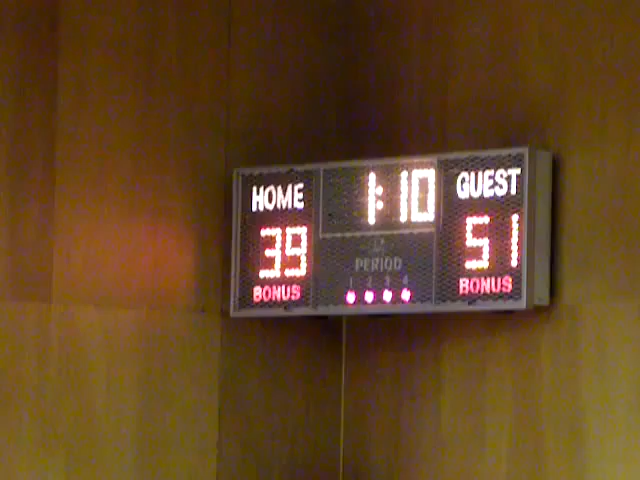 HOME 1:10 GUEST
39 51
PERIOD
1 2 3 4
BONUS BONUS